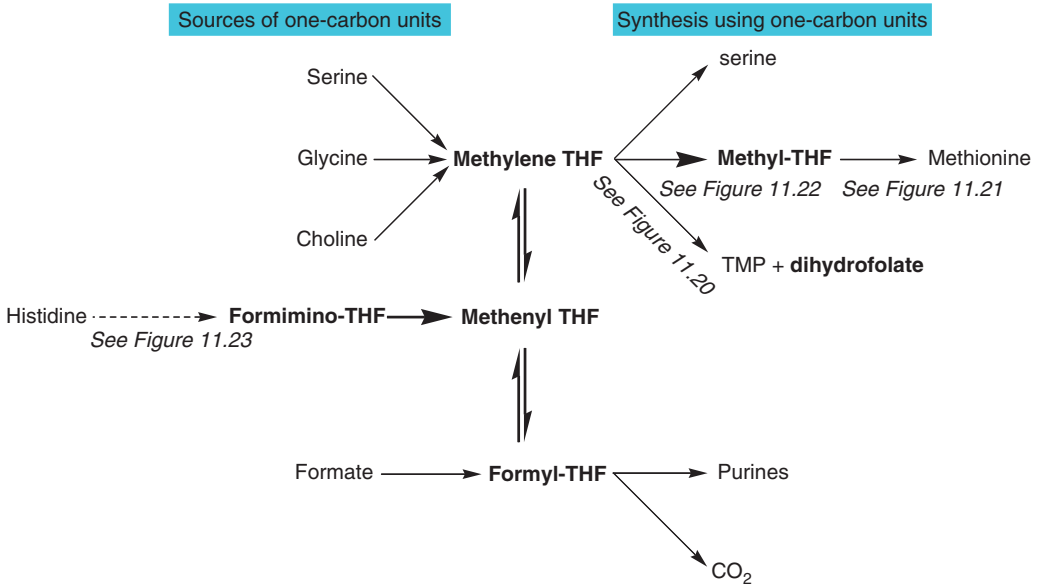 Sources of one-carbon units
Synthesis using one-carbon units
serine
Serine
Glycine
Methylene THF
Methyl-THF
Methionine
See Figure 11.22
See Figure 11.21
See Figure 11.20
Choline
TMP + dihydrofolate
Histidine
Formimino-THF
Methenyl THF
See Figure 11.23
Formate
Formyl-THF
Purines
CO₂